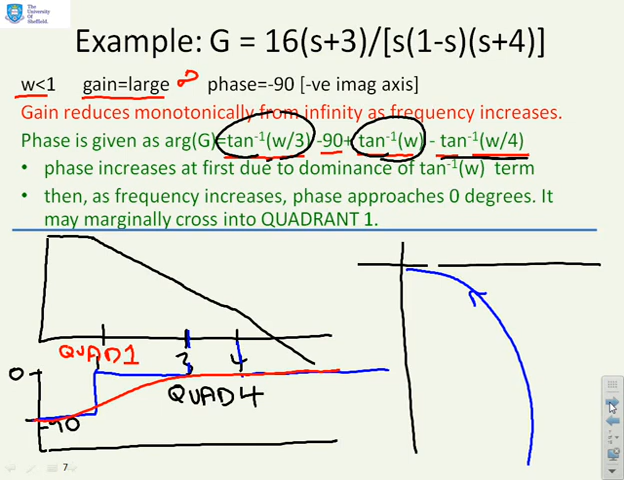 The University Of Sheffield.
Example: G = 16(s+3)/[s(1-s)(s+4)]
w<1 gain=large ∞ phase=-90 [-ve imag axis]
Gain reduces monotonically from infinity as frequency increases.
Phase is given as arg(G)=tan⁻¹(w/3) -90+ tan⁻¹(w) - tan⁻¹(w/4)
• phase increases at first due to dominance of tan⁻¹(w) term
• then, as frequency increases, phase approaches 0 degrees. It
may marginally cross into QUADRANT 1.
QUAD1
3
4
0
QUAD4
-90
7